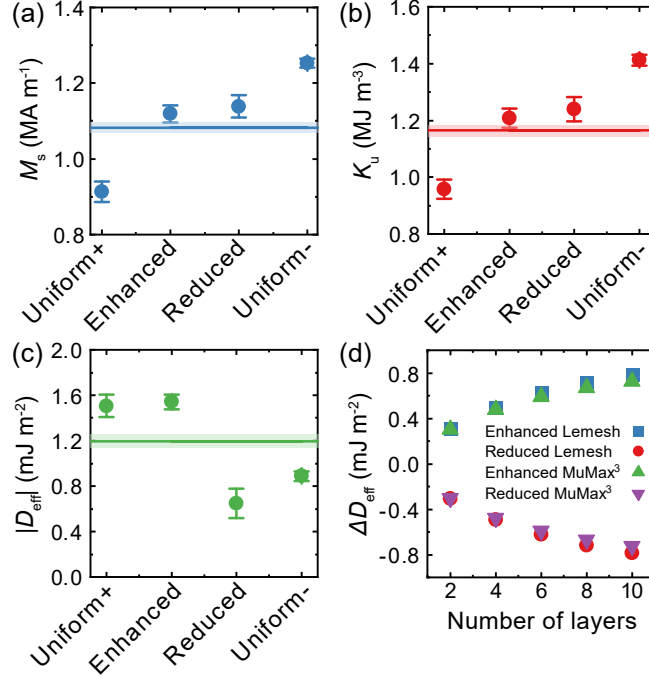 (a)
1.4
1.2
1.0
0.8
Mₛ (MA m⁻¹)
Uniform+
Enhanced
Reduced
Uniform-
(b)
1.6
1.4
1.2
1.0
0.8
Kᵤ (MJ m⁻³)
Uniform+
Enhanced
Reduced
Uniform-
(c)
2.0
1.6
1.2
0.8
0.4
0.0
|D_eff| (mJ m⁻²)
Uniform+
Enhanced
Reduced
Uniform-
(d)
0.8
0.4
0.0
-0.4
-0.8
ΔD_eff (mJ m⁻²)
Enhanced Lemesh
Reduced Lemesh
Enhanced MuMax³
Reduced MuMax³
2 4 6 8 10
Number of layers